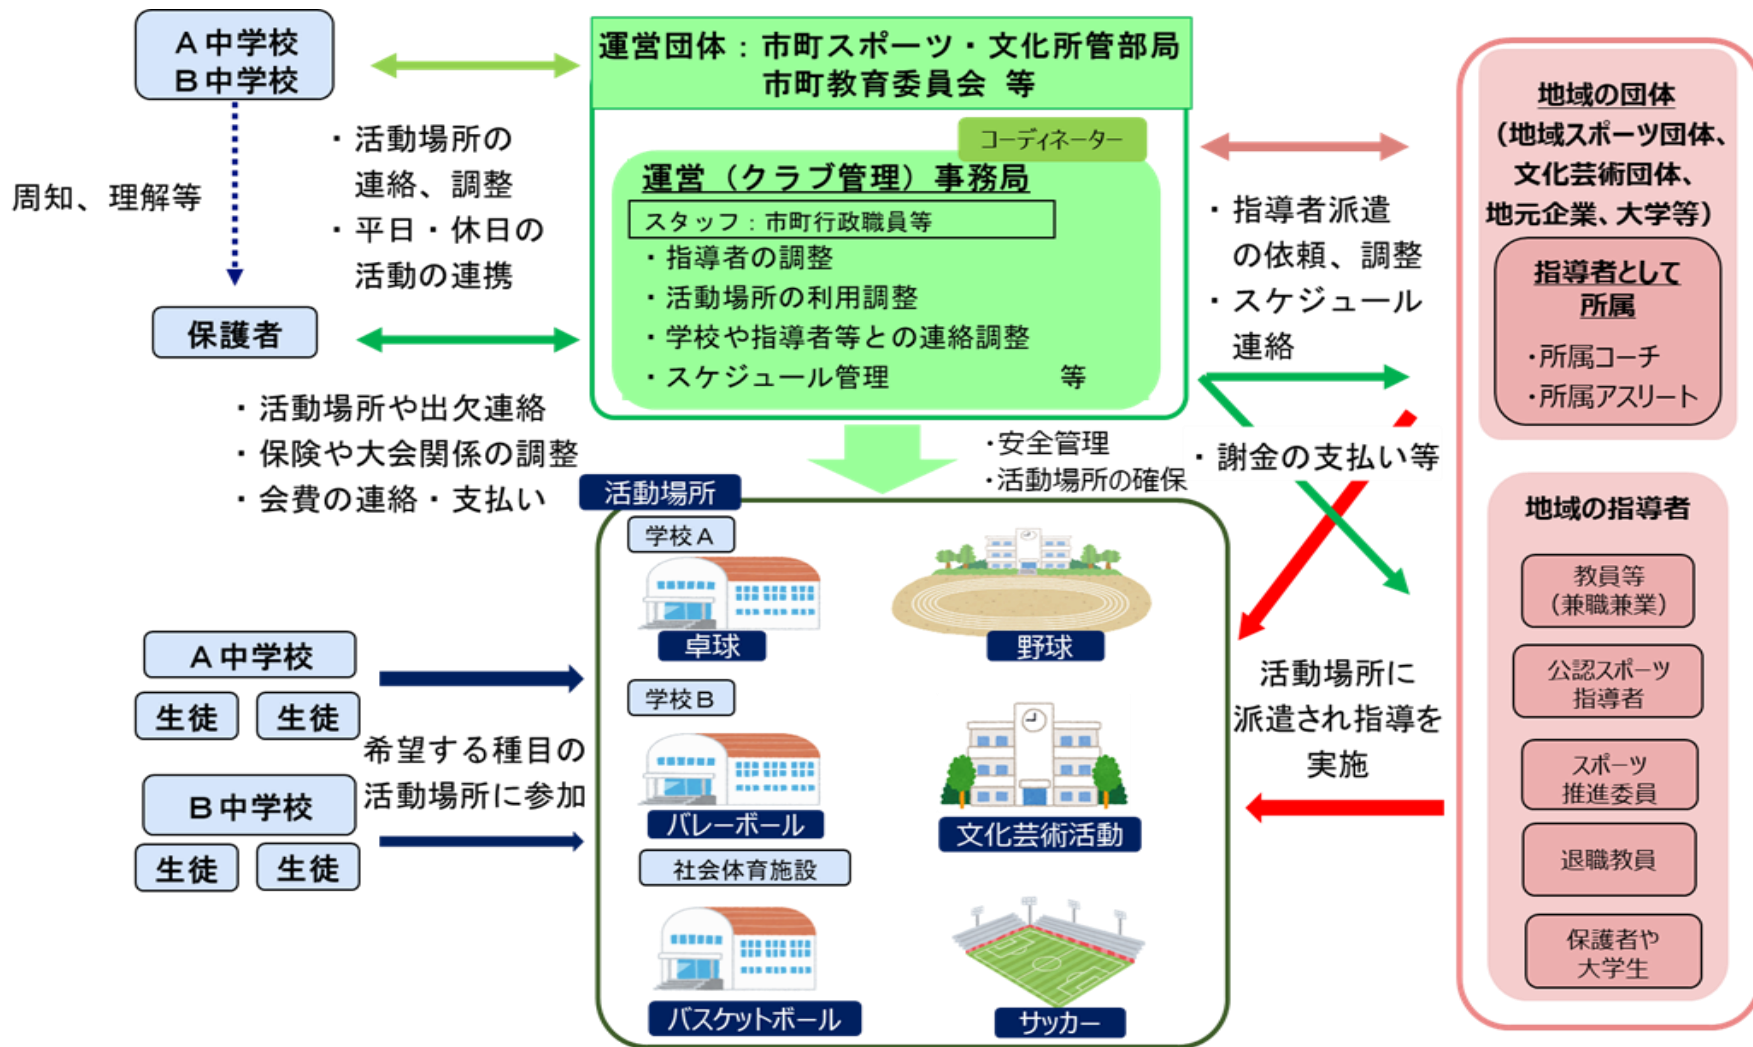 Ａ中学校
Ｂ中学校
周知、理解等
・活動場所の
連絡、調整
・平日・休日の
活動の連携
保護者
・活動場所や出欠連絡
・保険や大会関係の調整
・会費の連絡・支払い
運営団体：市町スポーツ・文化所管部局
市町教育委員会 等
コーディネーター
運営（クラブ管理）事務局
スタッフ：市町行政職員等
・指導者の調整
・活動場所の利用調整
・学校や指導者等との連絡調整
・スケジュール管理　等
・安全管理
・活動場所の確保
・指導者派遣
の依頼、調整
・スケジュール
連絡
・謝金の支払い等
地域の団体
（地域スポーツ団体、
文化芸術団体、
地元企業、大学等）
指導者として
所属
・所属コーチ
・所属アスリート
地域の指導者
教員等
（兼職兼業）
公認スポーツ
指導者
スポーツ
推進委員
退職教員
保護者や
大学生
活動場所に
派遣され指導を
実施
活動場所
学校Ａ
卓球
野球
学校Ｂ
バレーボール
文化芸術活動
社会体育施設
バスケットボール
サッカー
Ａ中学校
生徒 生徒
希望する種目の
活動場所に参加
Ｂ中学校
生徒 生徒